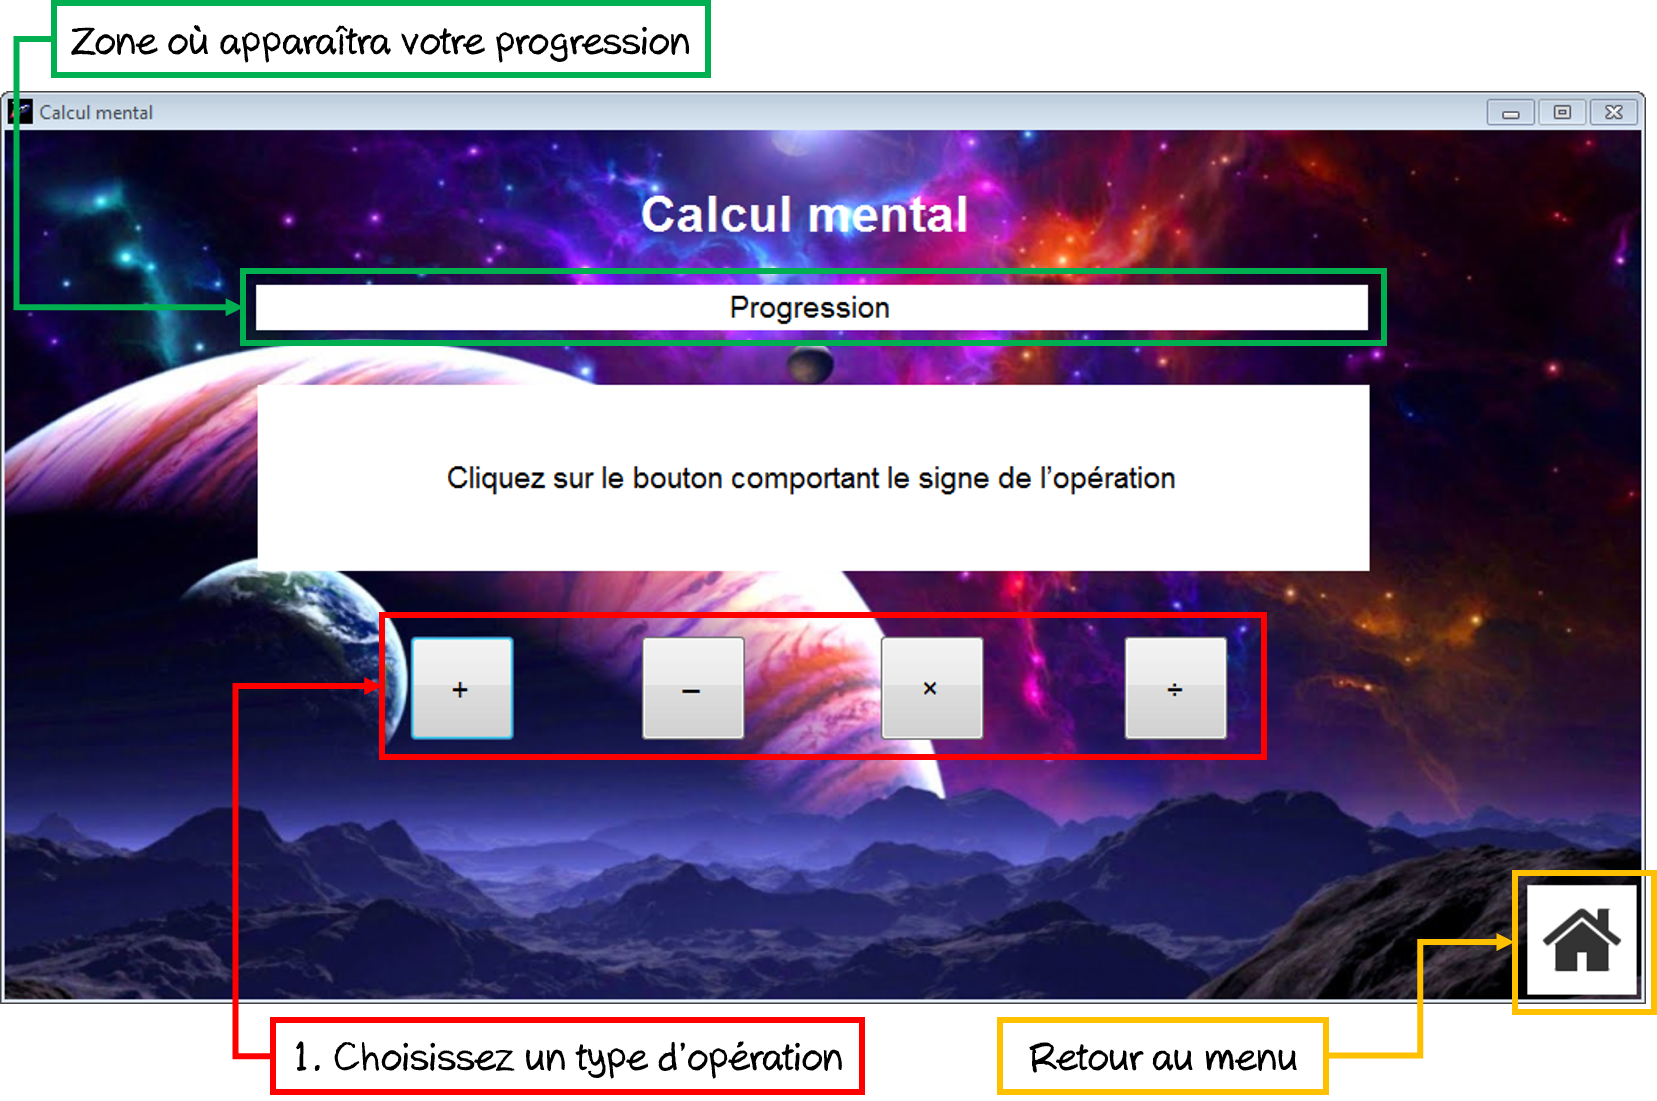 Zone où apparaîtra votre progression
Calcul mental
Calcul mental
Progression
Cliquez sur le bouton comportant le signe de l’opération
+ − × ÷
1. Choisissez un type d’opération
Retour au menu